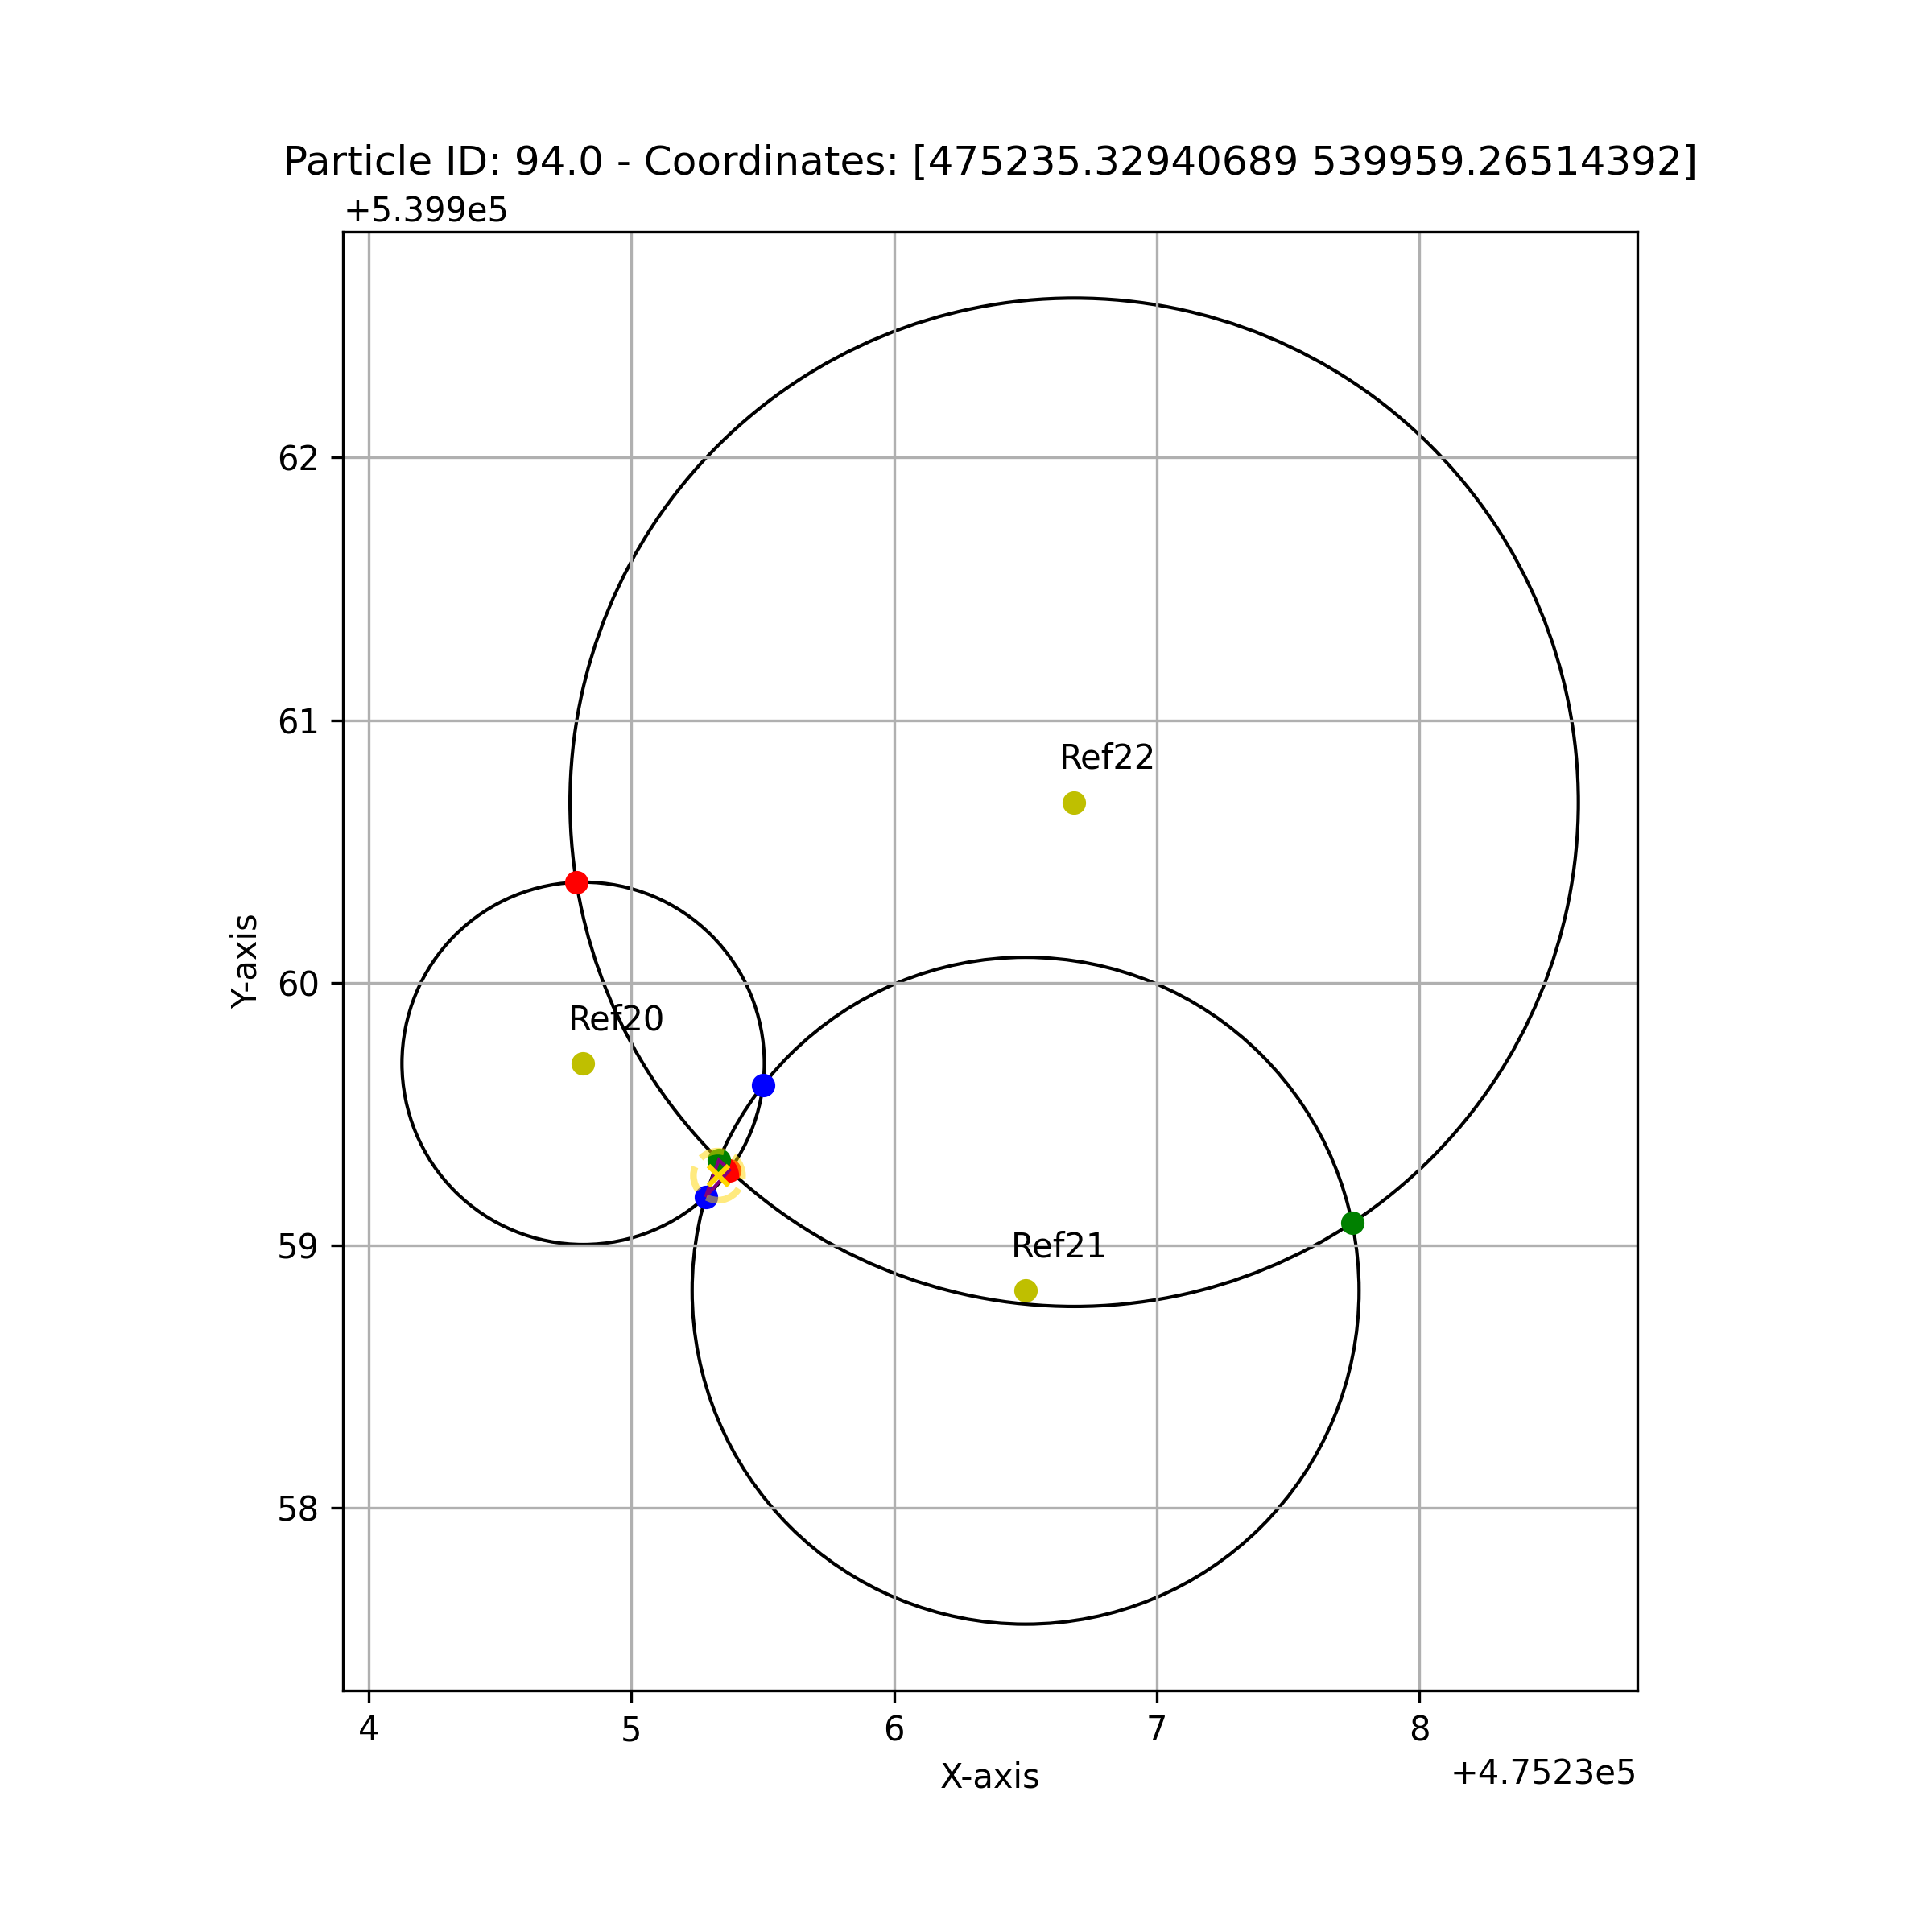 Particle ID: 94.0 - Coordinates: [475235.32940689 539959.26514392]
+5.399e5
62
61
Ref22
60
Ref20
59
Ref21
58
Y-axis
4 5 6 7 8
X-axis
+4.7523e5